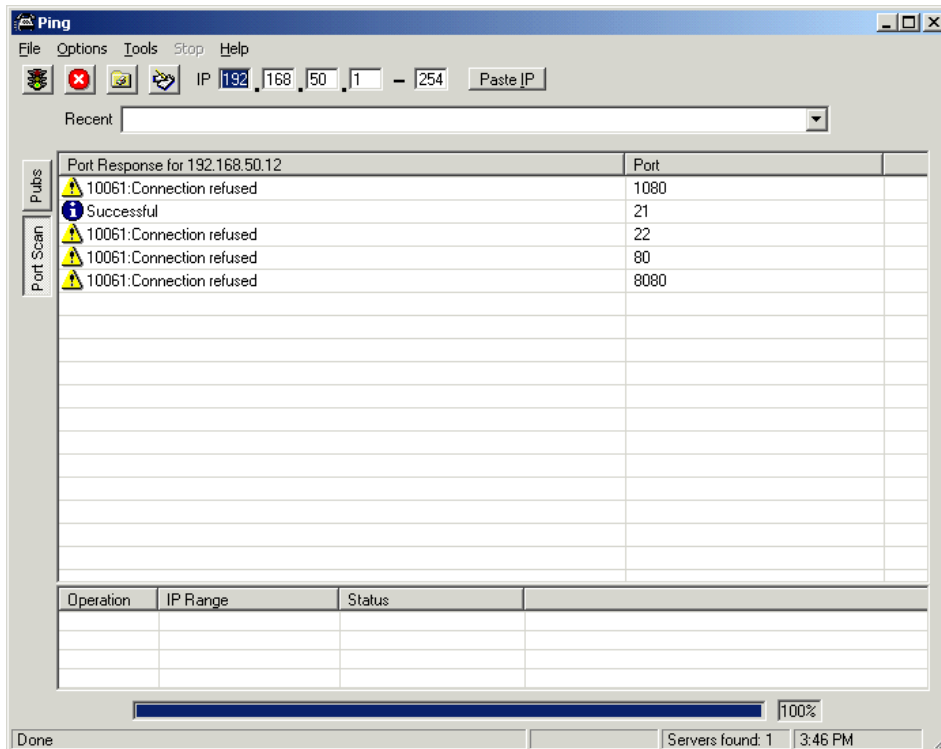 Ping
File Options Tools Stop Help
IP 192 . 168 . 50 . 1 – 254 Paste IP
Recent
Pubs
Port Scan
Port Response for 192.168.50.12 Port
10061:Connection refused 1080
Successful 21
10061:Connection refused 22
10061:Connection refused 80
10061:Connection refused 8080
Operation IP Range Status
100%
Done Servers found: 1 3:46 PM